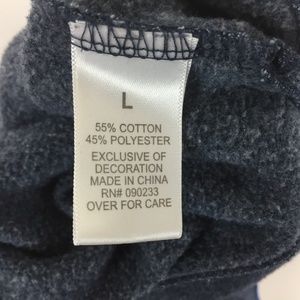 L
55% COTTON
45% POLYESTER
EXCLUSIVE OF
DECORATION
MADE IN CHINA
RN# 090233
OVER FOR CARE